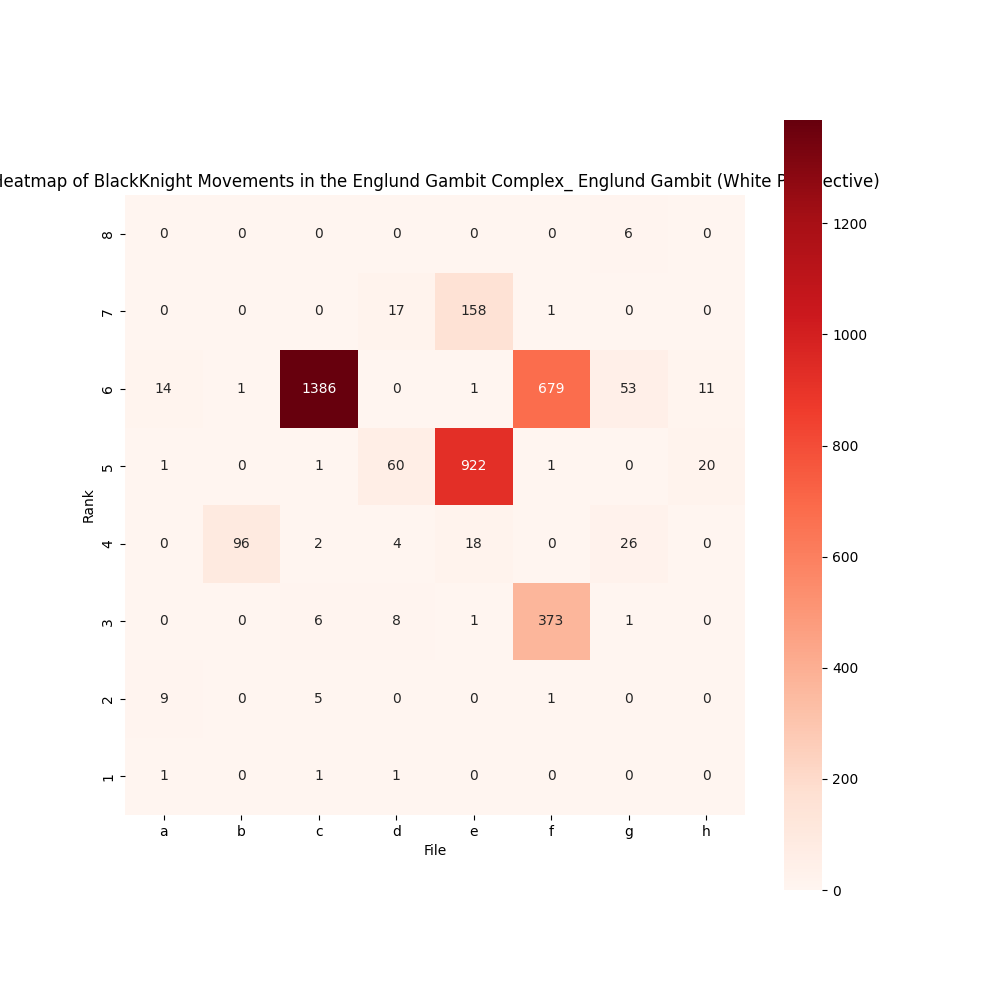 Heatmap of BlackKnight Movements in the Englund Gambit Complex_ Englund Gambit (White Perspective)
8 0 0 0 0 0 0 6 0
7 0 0 0 17 158 1 0 0
6 14 1 1386 0 1 679 53 11
5 1 0 1 60 922 1 0 20
Rank
4 0 96 2 4 18 0 26 0
3 0 0 6 8 1 373 1 0
2 9 0 5 0 0 1 0 0
1 1 0 1 1 0 0 0 0
a b c d e f g h
File
1200
1000
800
600
400
200
0